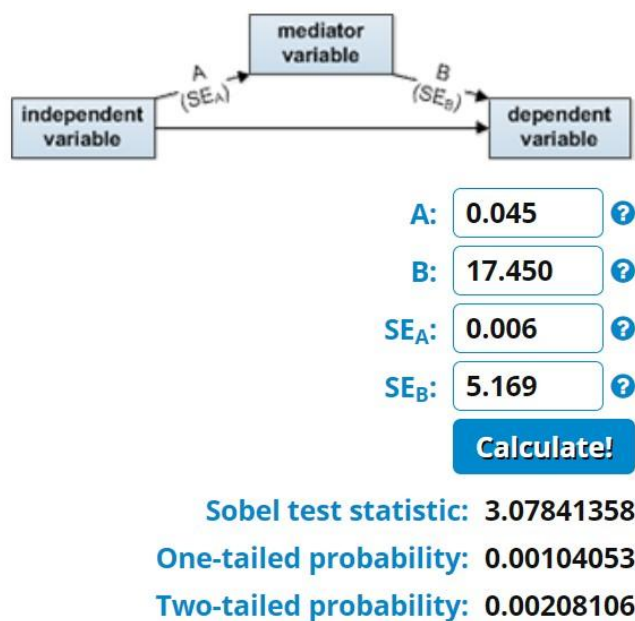 mediator
variable
A
(SEA)
B
(SEB)
independent
variable
dependent
variable
A: 0.045 ?
B: 17.450 ?
SEA: 0.006 ?
SEB: 5.169 ?
Calculate!
Sobel test statistic: 3.07841358
One-tailed probability: 0.00104053
Two-tailed probability: 0.00208106